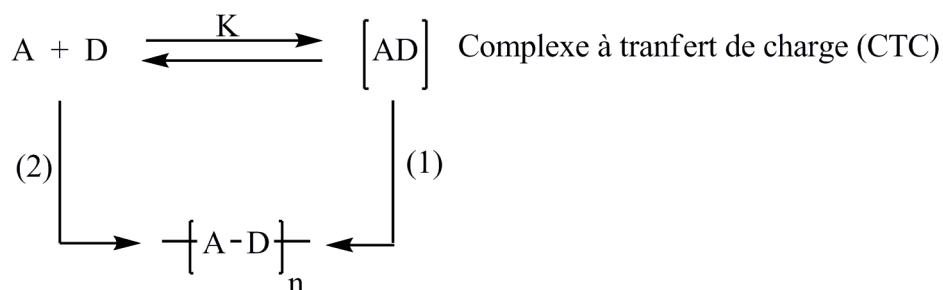 K
A + D [AD] Complexe à tranfert de charge (CTC)
(2) (1)
[A-D]
n